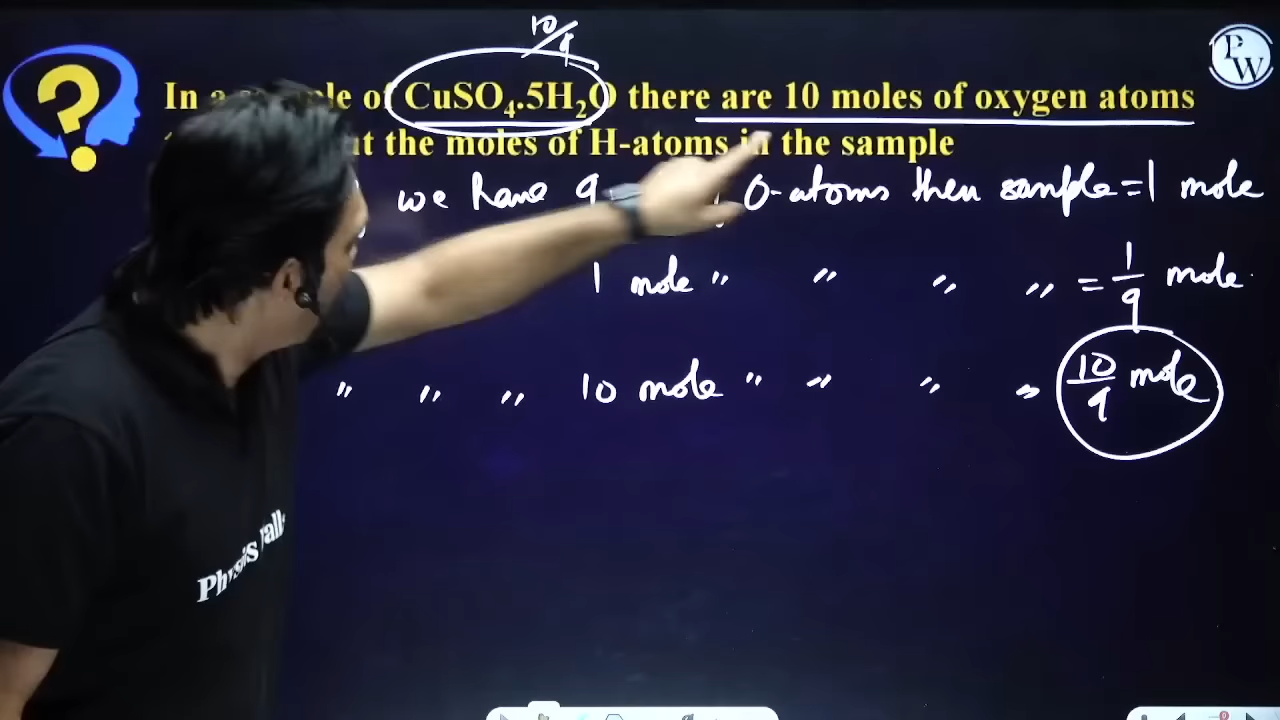 10/9
In a of CuSO₄.5H₂O there are 10 moles of oxygen atoms
the moles of H-atoms in the sample
we have 9 O-atoms then sample = 1 mole
1 mole " " " " = 1/9 mole
" " " 10 mole " " " " 10/9 mole
PW
Physics